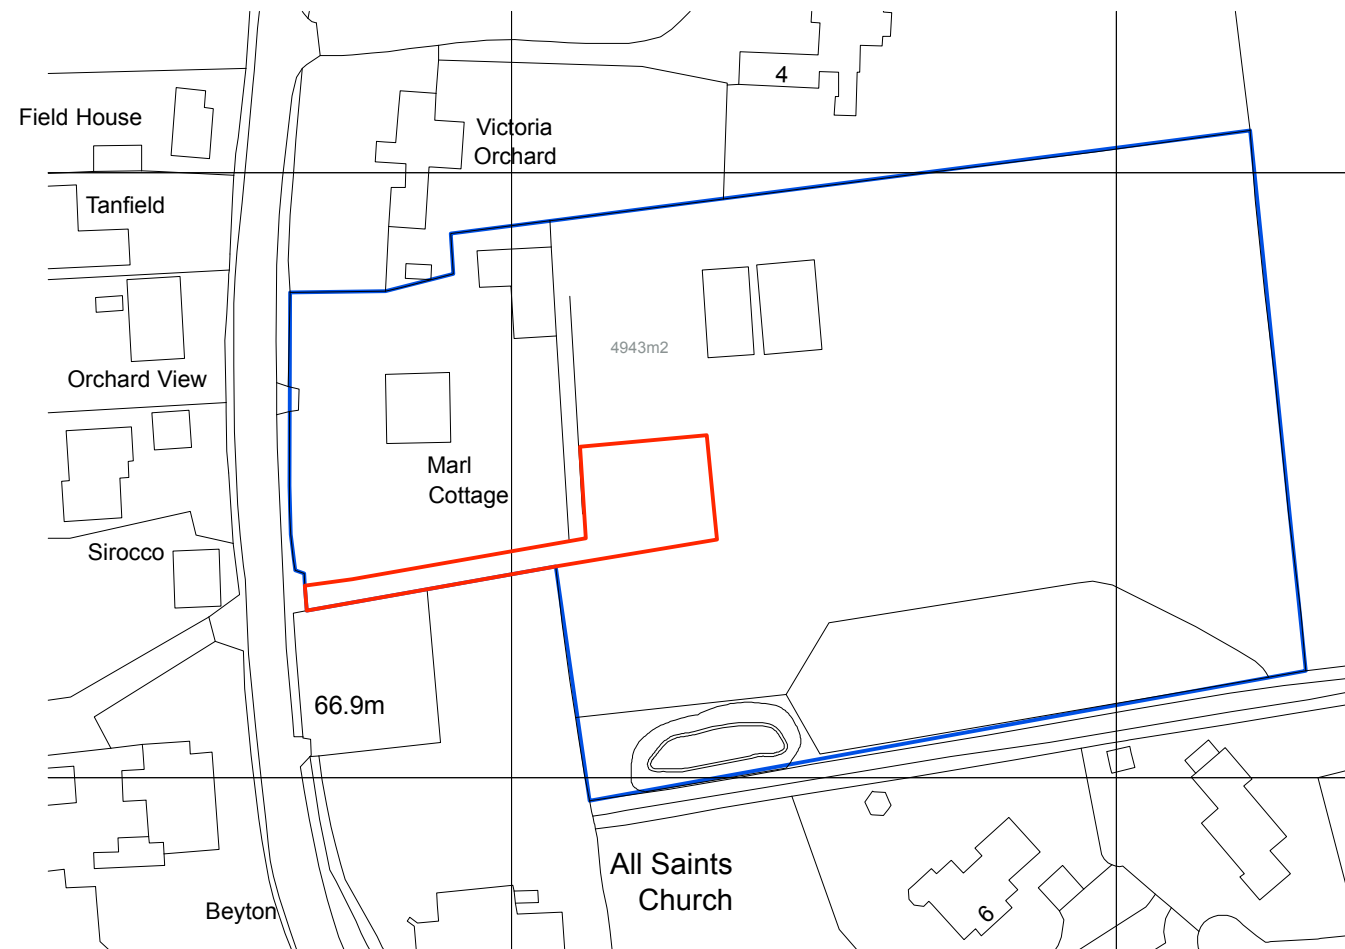 4
Field House
Victoria
Orchard
Tanfield
4943m2
Orchard View
Marl
Cottage
Sirocco
66.9m
All Saints
Church
Beyton
6